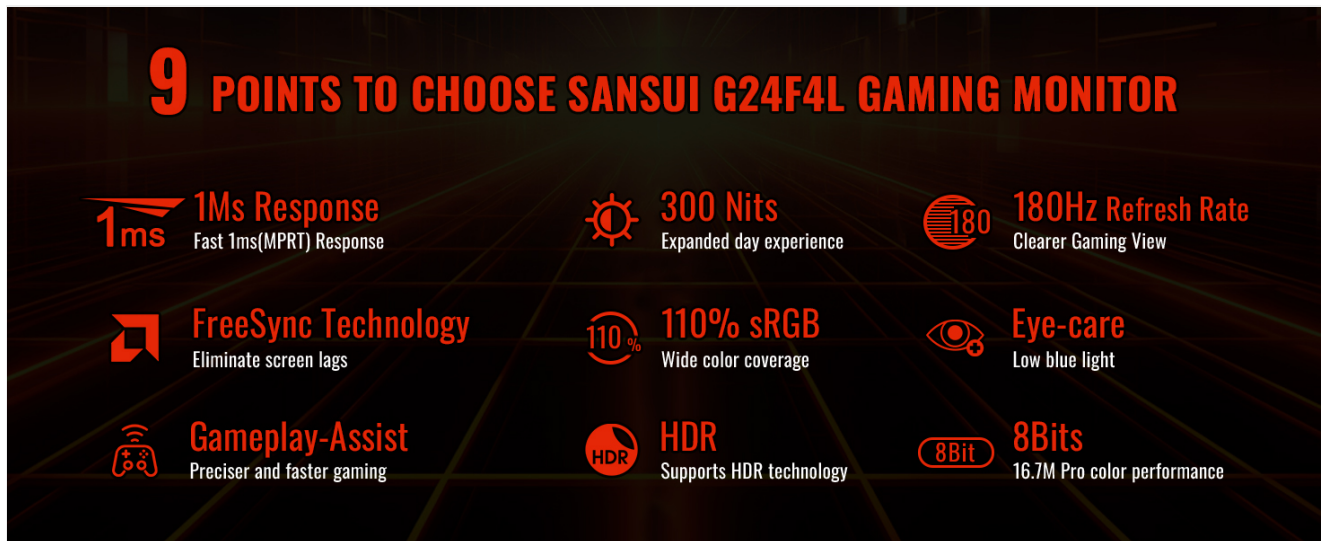 9 POINTS TO CHOOSE SANSUI G24F4L GAMING MONITOR
1ms
1Ms Response
Fast 1ms(MPRT) Response
300 Nits
Expanded day experience
180
180Hz Refresh Rate
Clearer Gaming View
FreeSync Technology
Eliminate screen lags
110 %
110% sRGB
Wide color coverage
Eye-care
Low blue light
Gameplay-Assist
Preciser and faster gaming
HDR
HDR
Supports HDR technology
8Bit
8Bits
16.7M Pro color performance